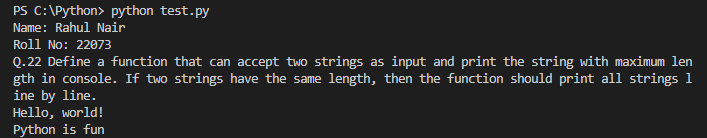 PS C:\Python> python test.py
Name: Rahul Nair
Roll No: 22073
Q.22 Define a function that can accept two strings as input and print the string with maximum len
gth in console. If two strings have the same length, then the function should print all strings l
ine by line.
Hello, world!
Python is fun